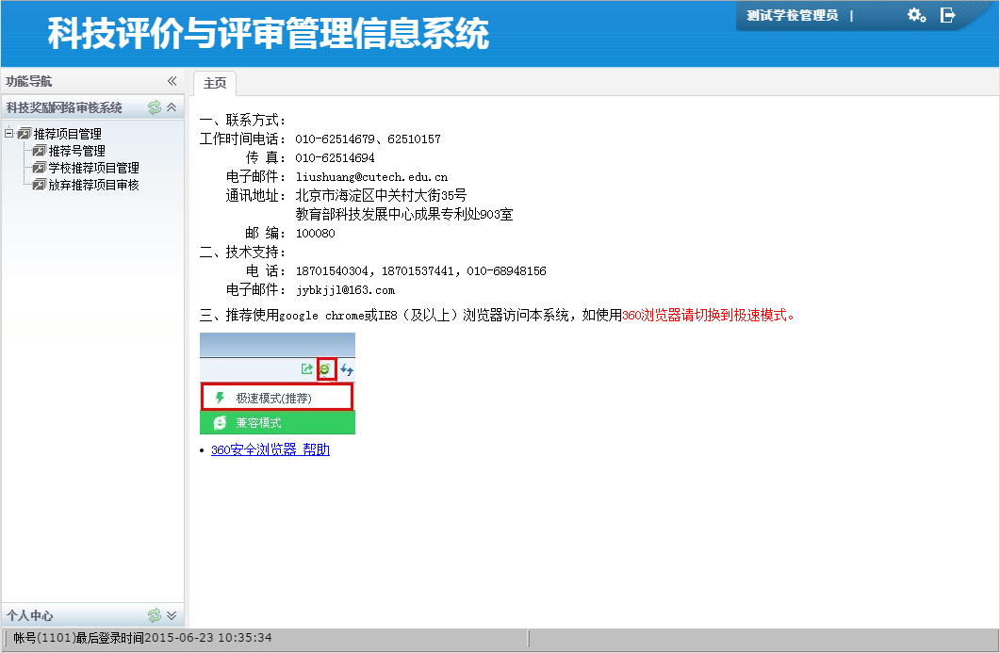 科技评价与评审管理信息系统
测试学校管理员 |
功能导航
主页
科技奖励网络审核系统
推荐项目管理
推荐号管理
学校推荐项目管理
放弃推荐项目审核
一、联系方式：
工作时间电话： 010-62514679、62510157
传 真： 010-62514694
电子邮件： liushuang@cutech.edu.cn
通讯地址： 北京市海淀区中关村大街35号
教育部科技发展中心成果专利处903室
邮 编： 100080
二、技术支持：
电 话： 18701540304，18701537441，010-68948156
电子邮件： jybkjjl@163.com
三、推荐使用google chrome或IE8（及以上）浏览器访问本系统，如使用360浏览器请切换到极速模式。
极速模式(推荐)
兼容模式
• 360安全浏览器 帮助
个人中心
帐号(1101)最后登录时间2015-06-23 10:35:34